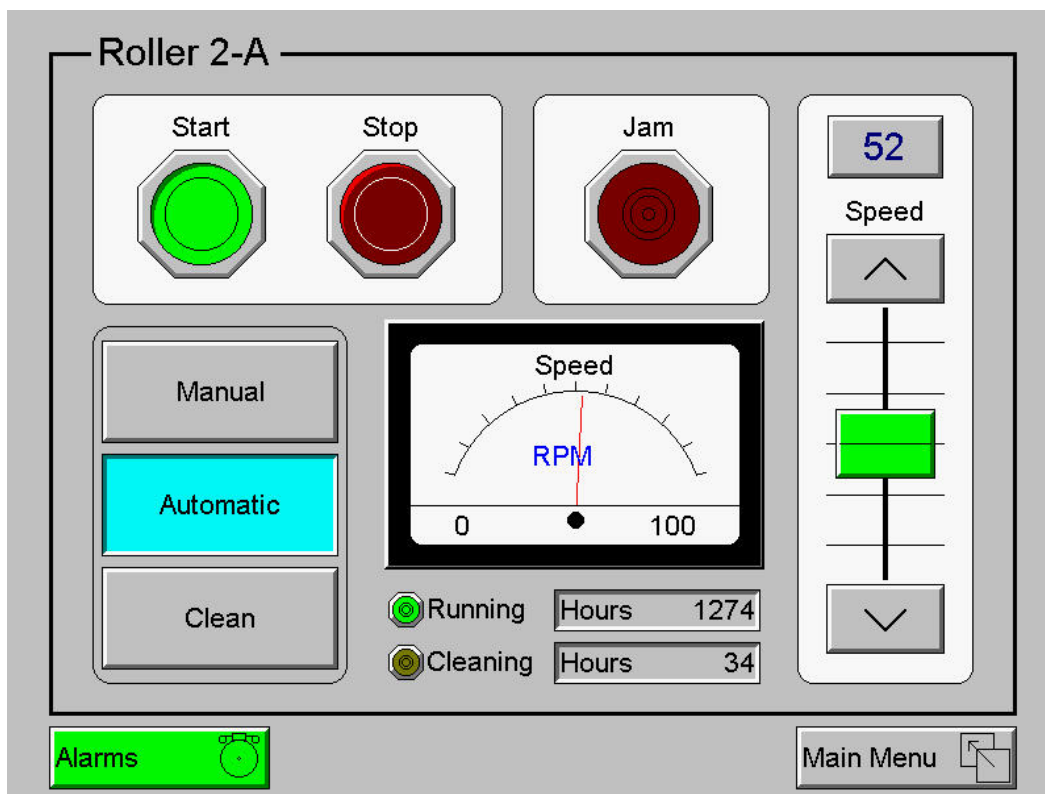 Roller 2-A
Start
Stop
Jam
52
Speed
Manual
Automatic
Clean
Speed
RPM
0
100
Running
Hours 1274
Cleaning
Hours 34
Alarms
Main Menu